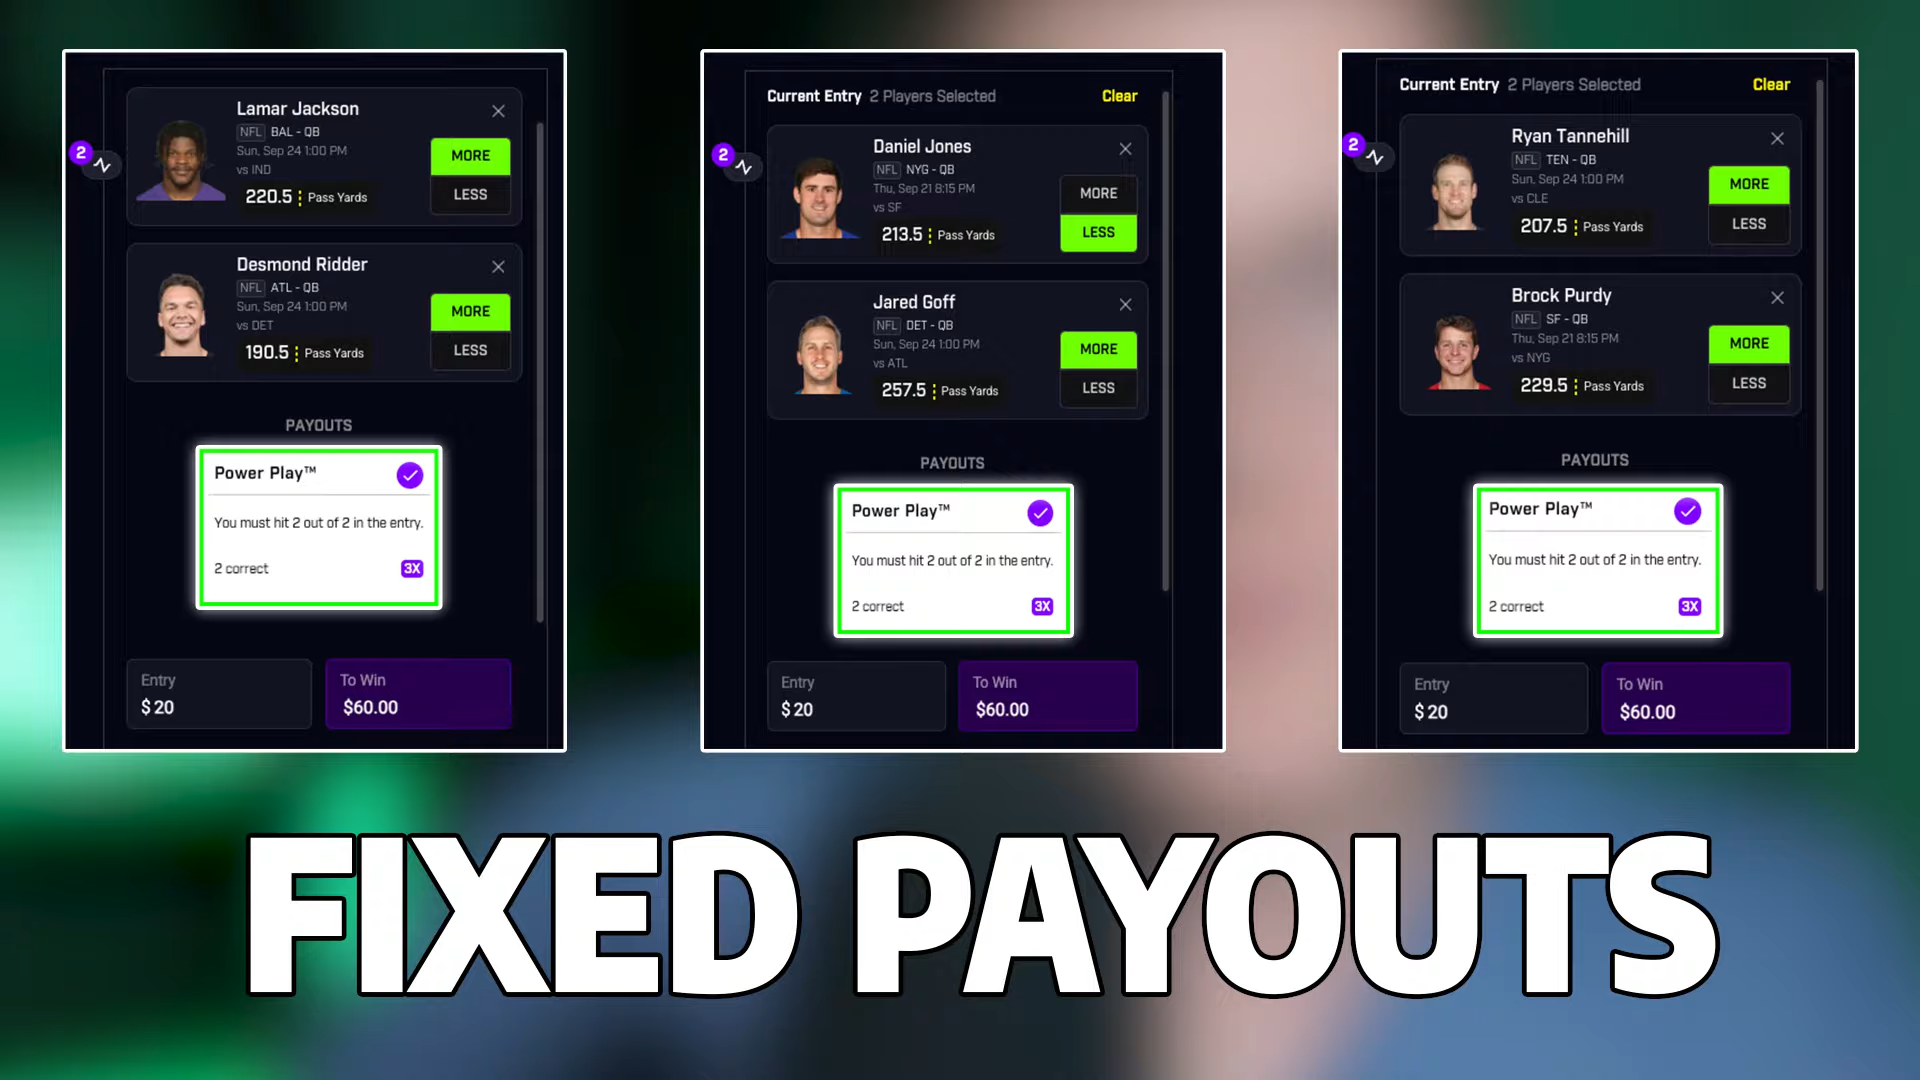 2
Lamar Jackson
NFL BAL - QB
Sun, Sep 24 1:00 PM
vs IND
220.5 Pass Yards
MORE
LESS
Desmond Ridder
NFL ATL - QB
Sun, Sep 24 1:00 PM
vs DET
190.5 Pass Yards
MORE
LESS
PAYOUTS
Power Play™
You must hit 2 out of 2 in the entry.
2 correct 3X
Entry
$ 20
To Win
$60.00
Current Entry 2 Players Selected Clear
2
Daniel Jones
NFL NYG - QB
Thu, Sep 21 8:15 PM
vs SF
213.5 Pass Yards
MORE
LESS
Jared Goff
NFL DET - QB
Sun, Sep 24 1:00 PM
vs ATL
257.5 Pass Yards
MORE
LESS
PAYOUTS
Power Play™
You must hit 2 out of 2 in the entry.
2 correct 3X
Entry
$ 20
To Win
$60.00
Current Entry 2 Players Selected Clear
2
Ryan Tannehill
NFL TEN - QB
Sun, Sep 24 1:00 PM
vs CLE
207.5 Pass Yards
MORE
LESS
Brock Purdy
NFL SF - QB
Thu, Sep 21 8:15 PM
vs NYG
229.5 Pass Yards
MORE
LESS
PAYOUTS
Power Play™
You must hit 2 out of 2 in the entry.
2 correct 3X
Entry
$ 20
To Win
$60.00
FIXED PAYOUTS